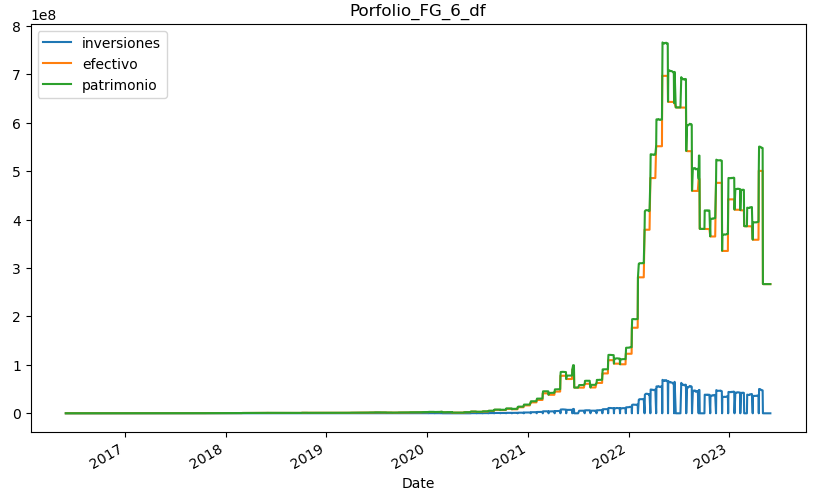 Porfolio_FG_6_df
1e8
inversiones
efectivo
patrimonio
8
7
6
5
4
3
2
1
0
2017
2018
2019
2020
2021
2022
2023
Date